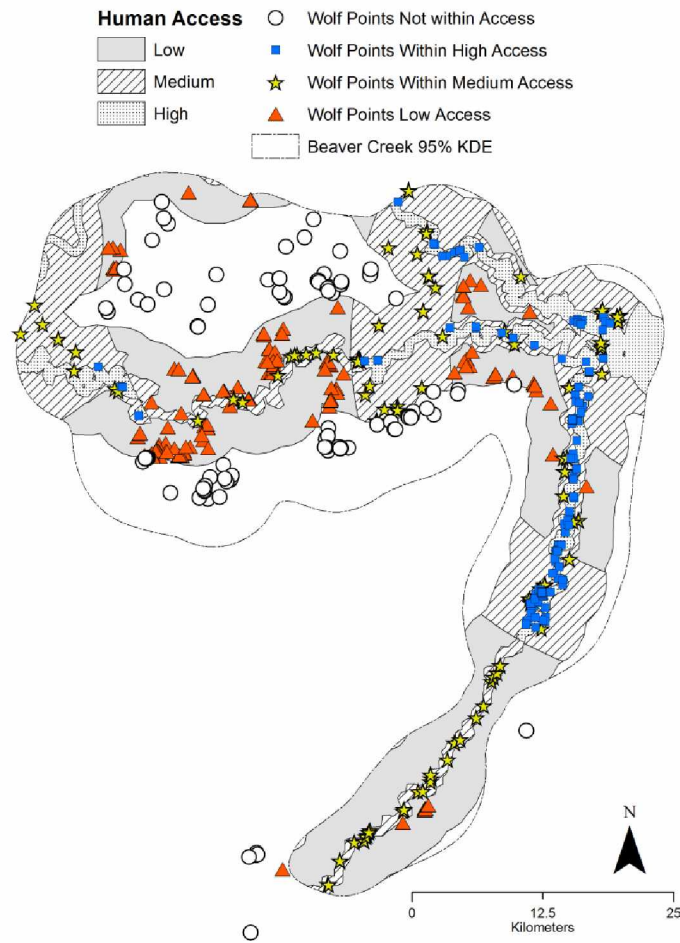 Human Access
Low
Medium
High
Wolf Points Not within Access
Wolf Points Within High Access
Wolf Points Within Medium Access
Wolf Points Low Access
Beaver Creek 95% KDE
N
0 12.5 25
Kilometers